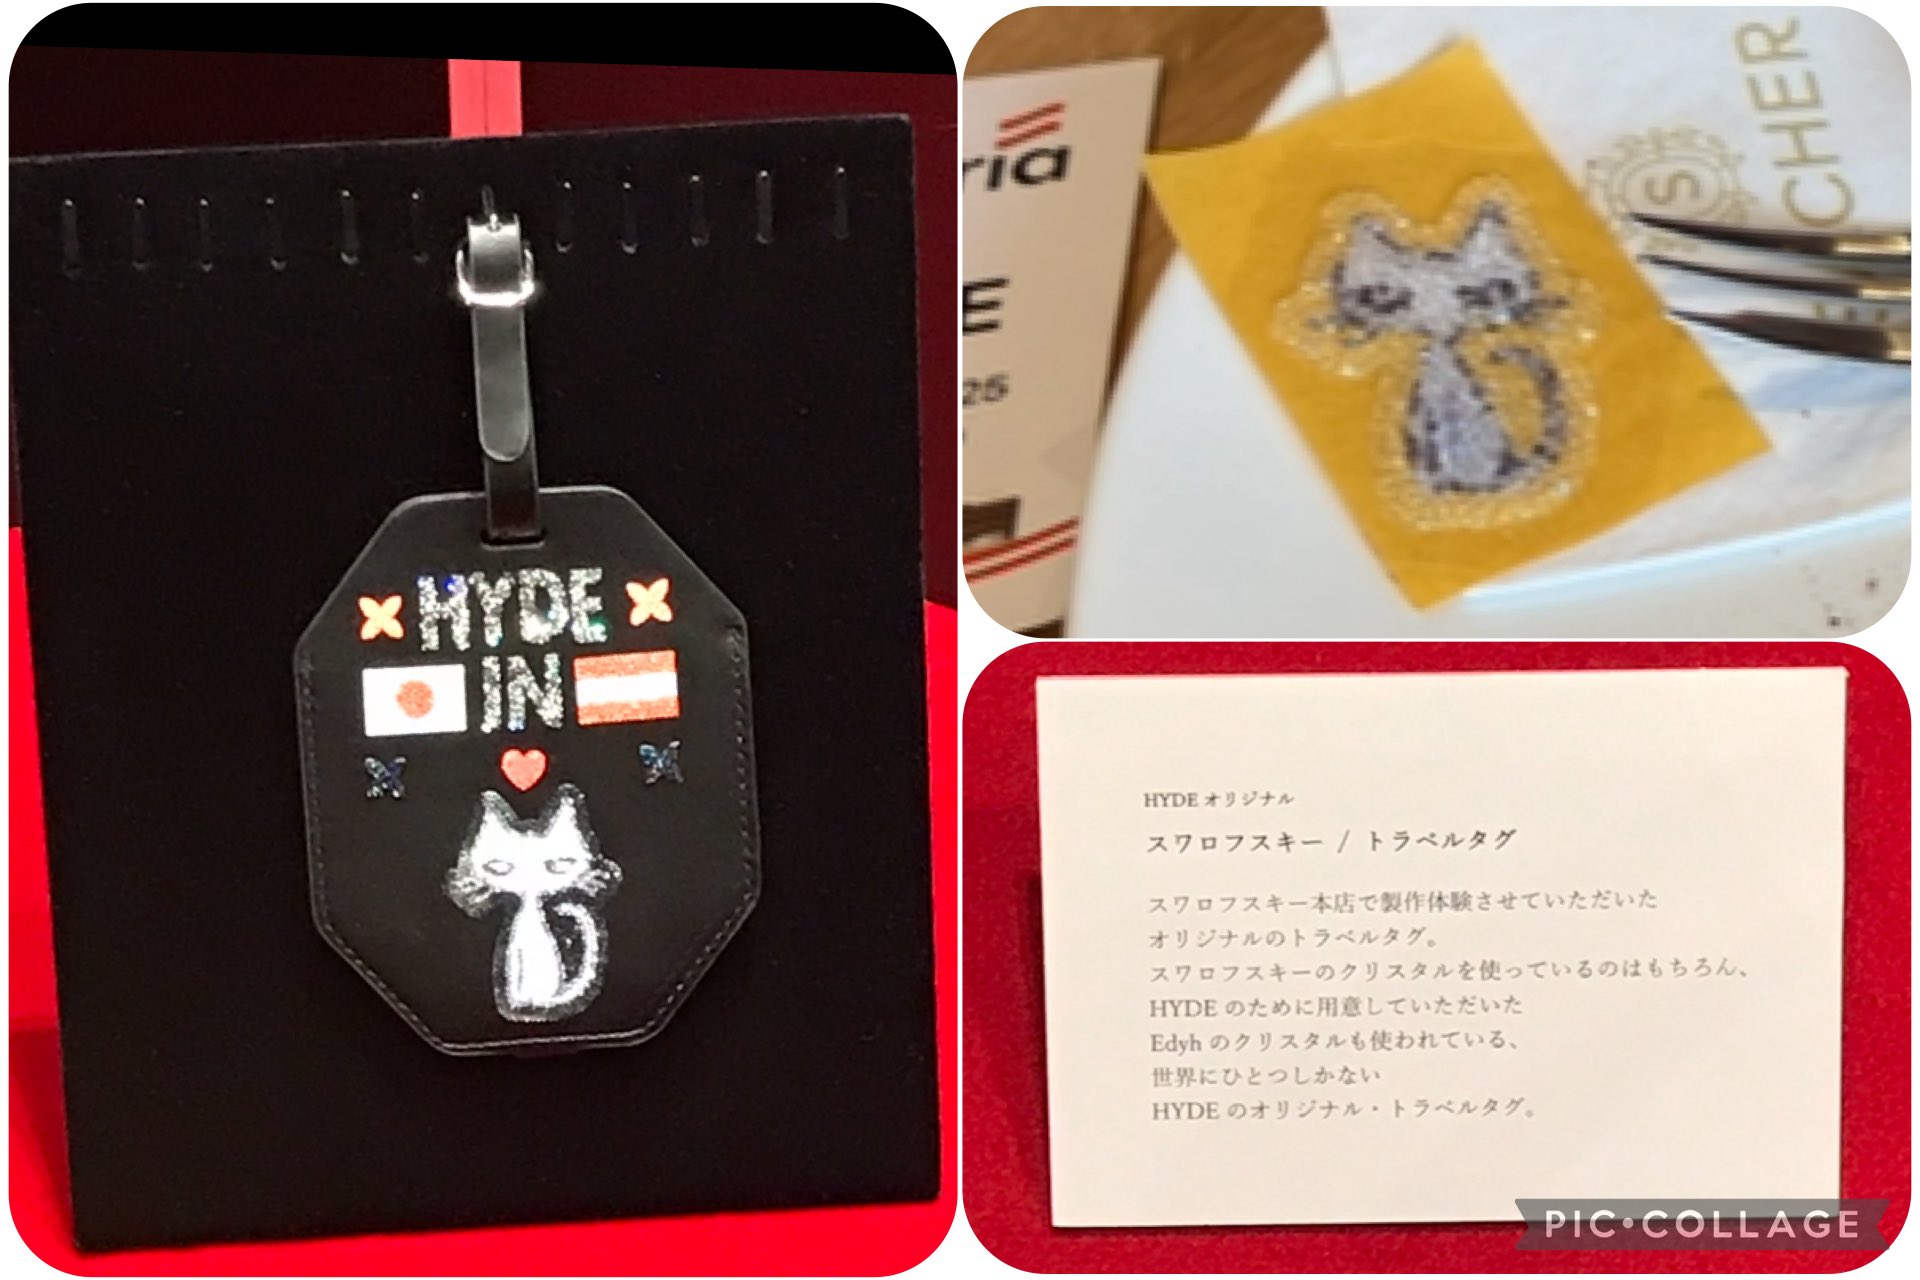 HYDE
IN
ria
E
25
CHER
S
HYDE オリジナル
スワロフスキー / トラベルタグ
スワロフスキー本店で製作体験させていただいた
オリジナルのトラベルタグ。
スワロフスキーのクリスタルを使っているのはもちろん、
HYDE のために用意していただいた
Edyh のクリスタルも使われている、
世界にひとつしかない
HYDE のオリジナル・トラベルタグ。
PIC•COLLAGE